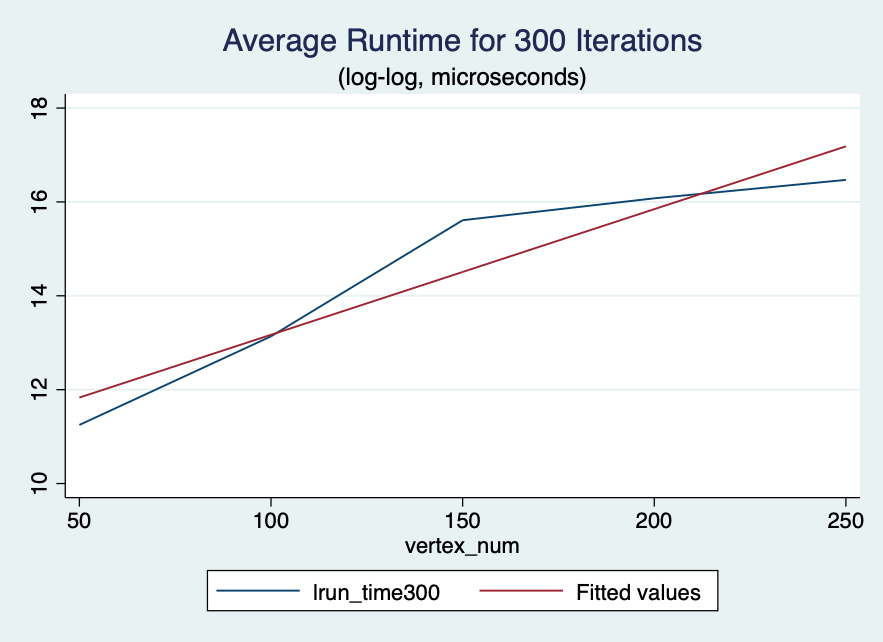 Average Runtime for 300 Iterations
(log-log, microseconds)
18
16
14
12
10
50 100 150 200 250
vertex_num
lrun_time300 Fitted values